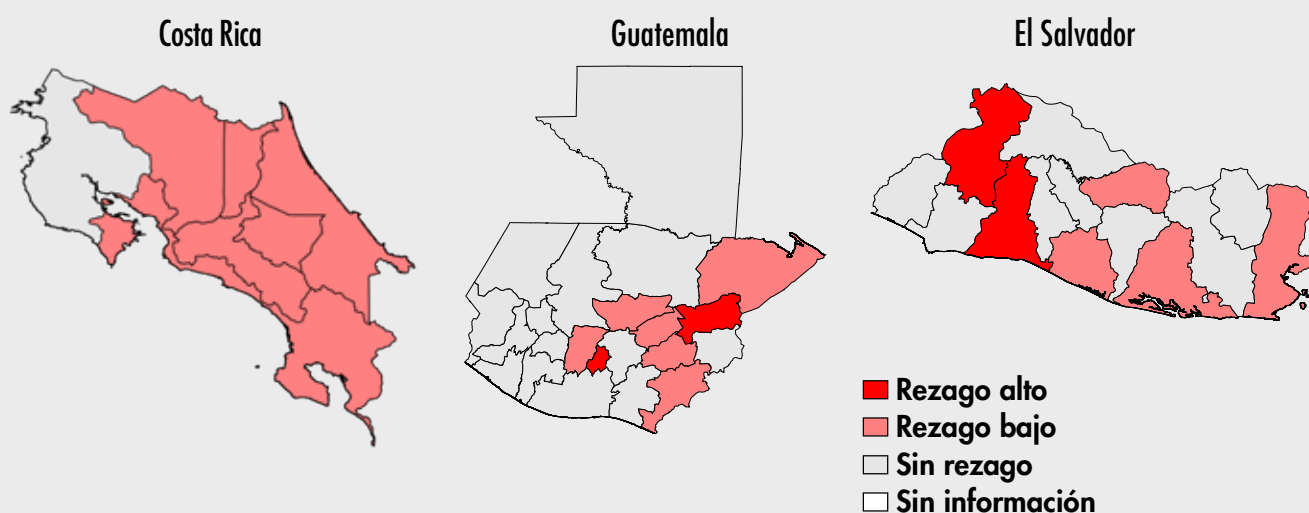 Costa Rica
Guatemala
El Salvador
Rezago alto
Rezago bajo
Sin rezago
Sin información